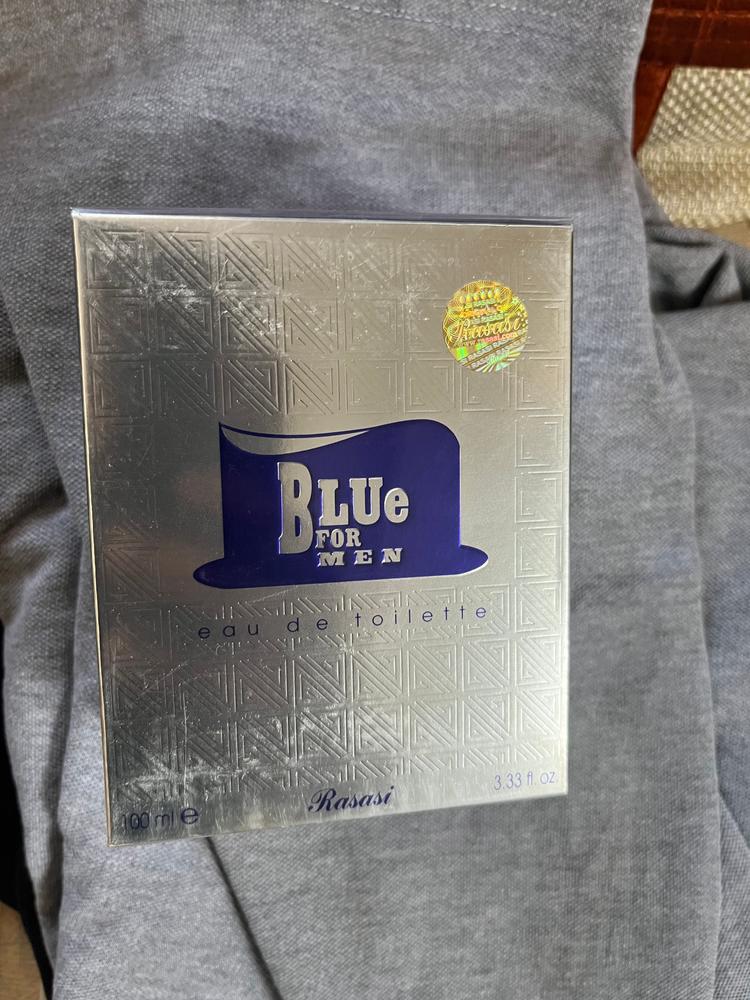 Rasasi
BLUe
FOR
MEN
eau de toilette
Rasasi
100 ml e
3.33 fl. oz.